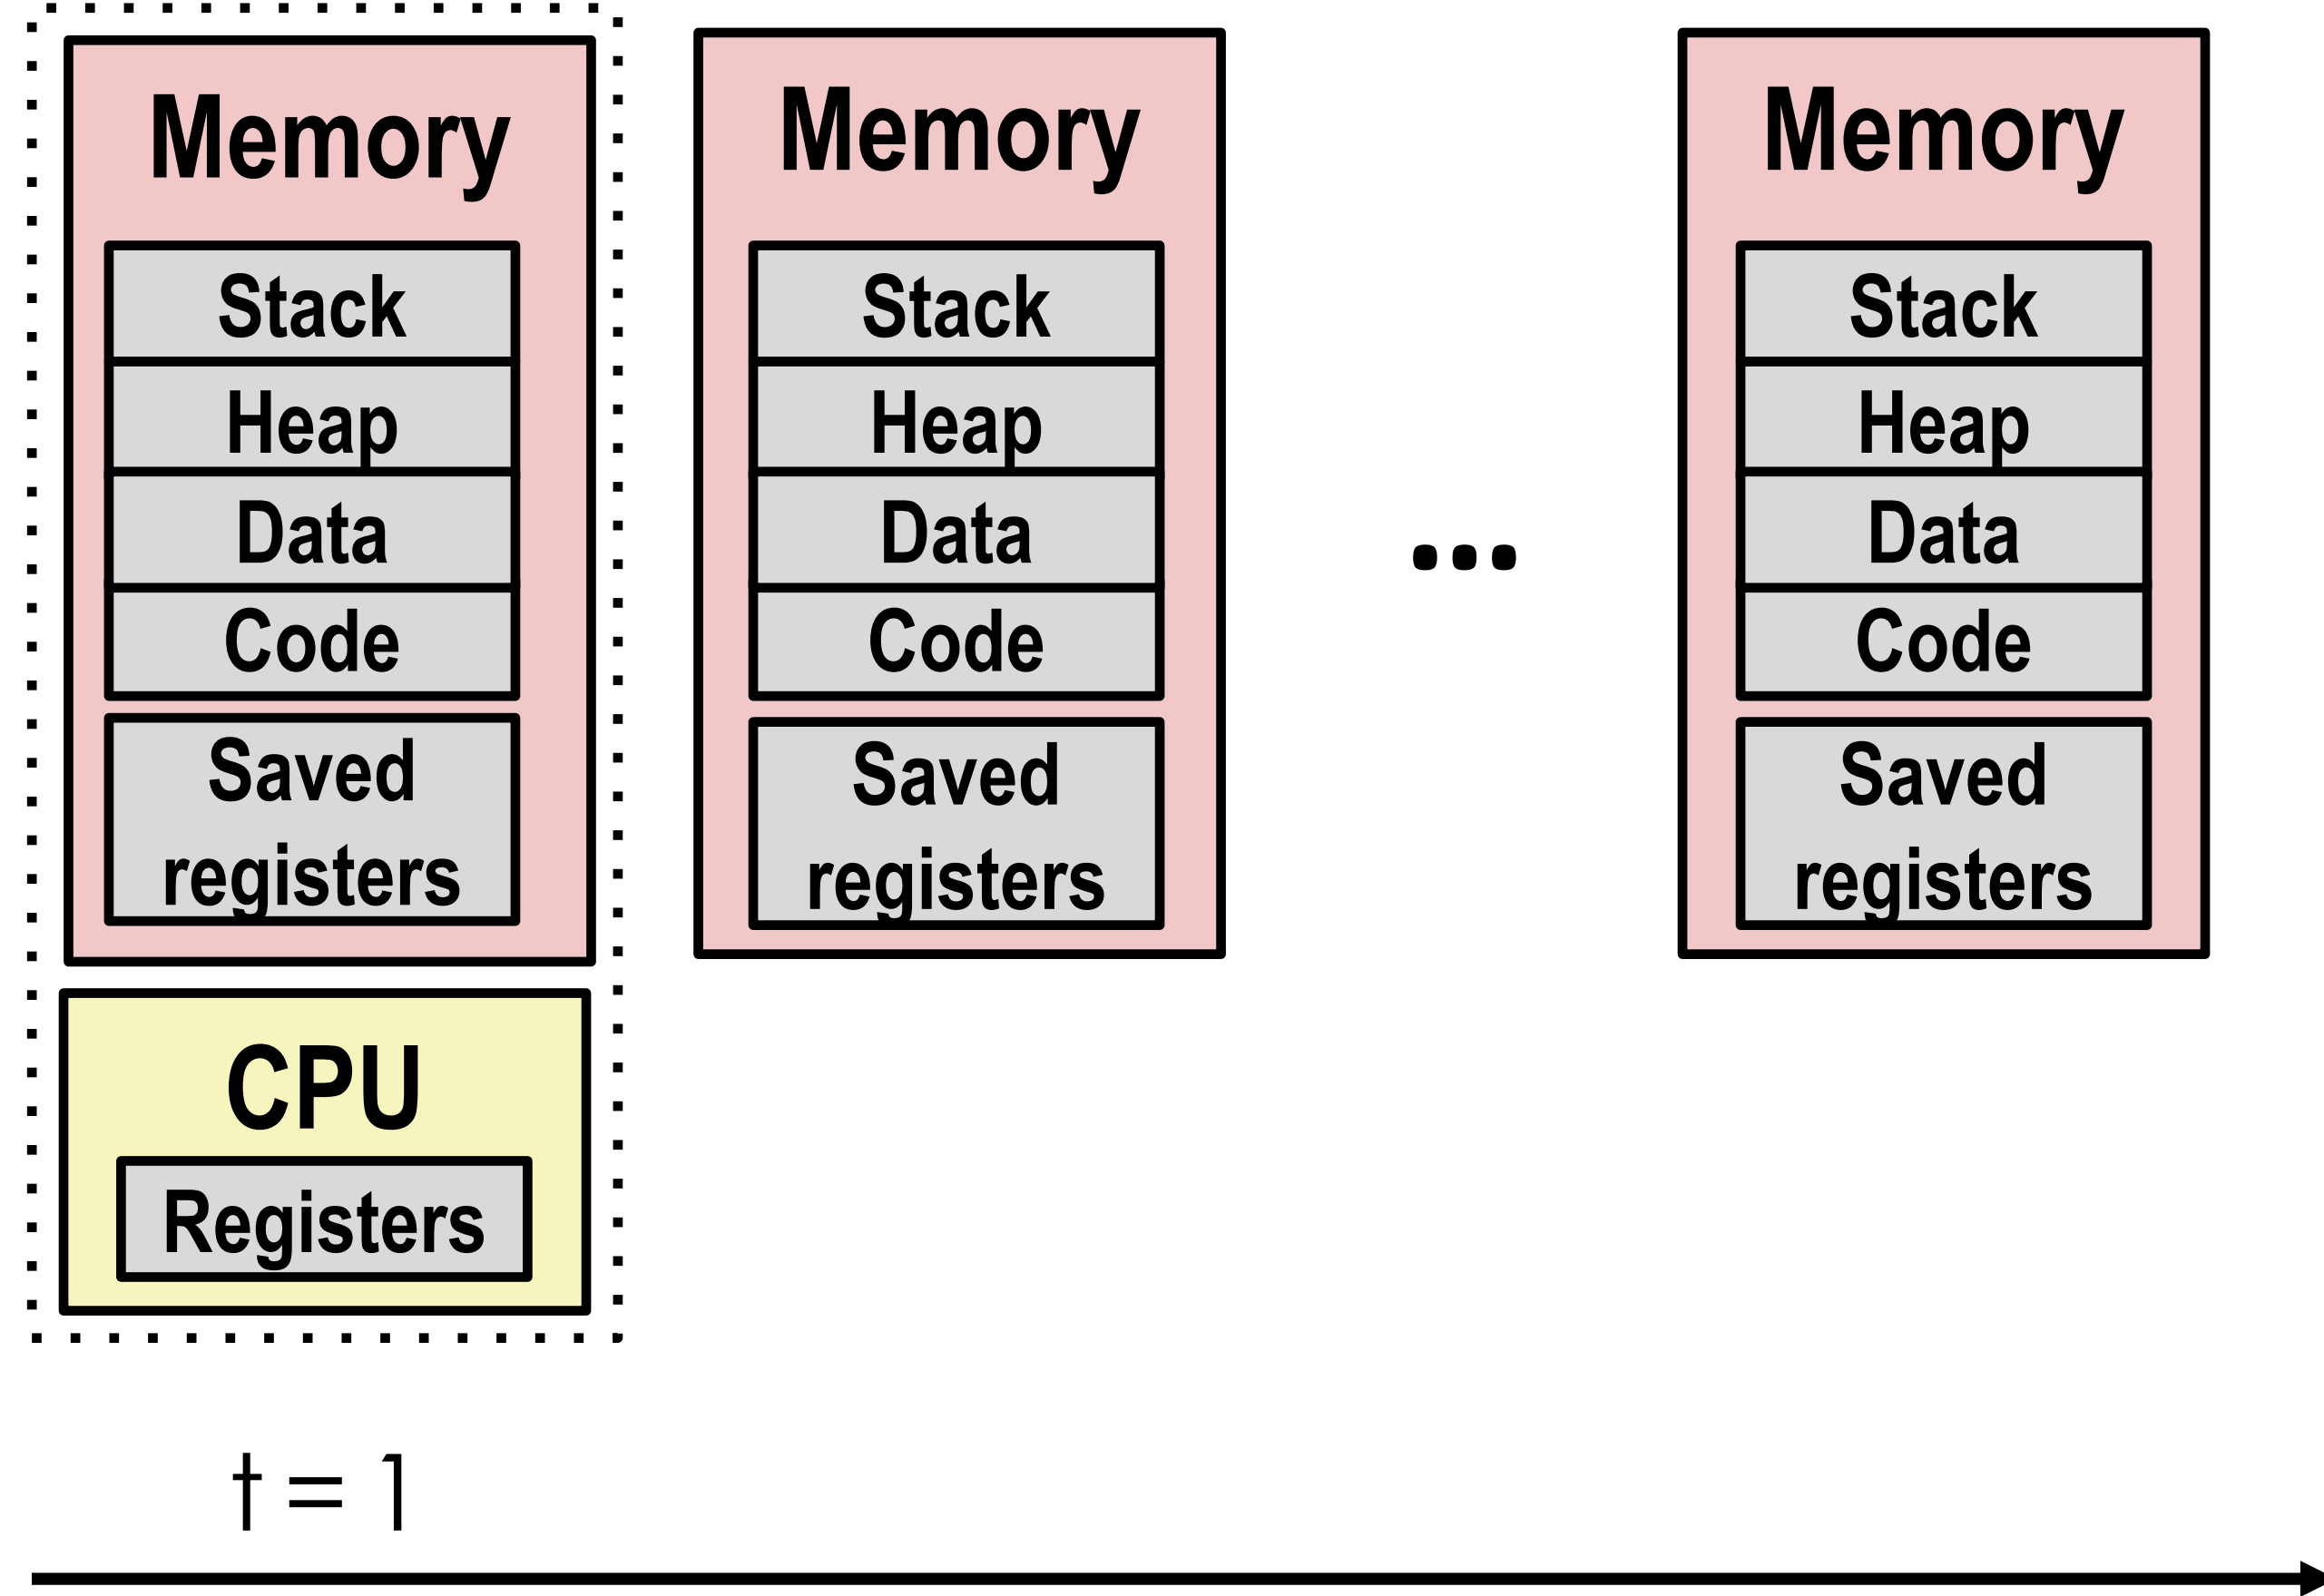 Memory
Stack
Heap
Data
Code
Saved
registers
CPU
Registers
Memory
Stack
Heap
Data
Code
Saved
registers
...
Memory
Stack
Heap
Data
Code
Saved
registers
t = 1